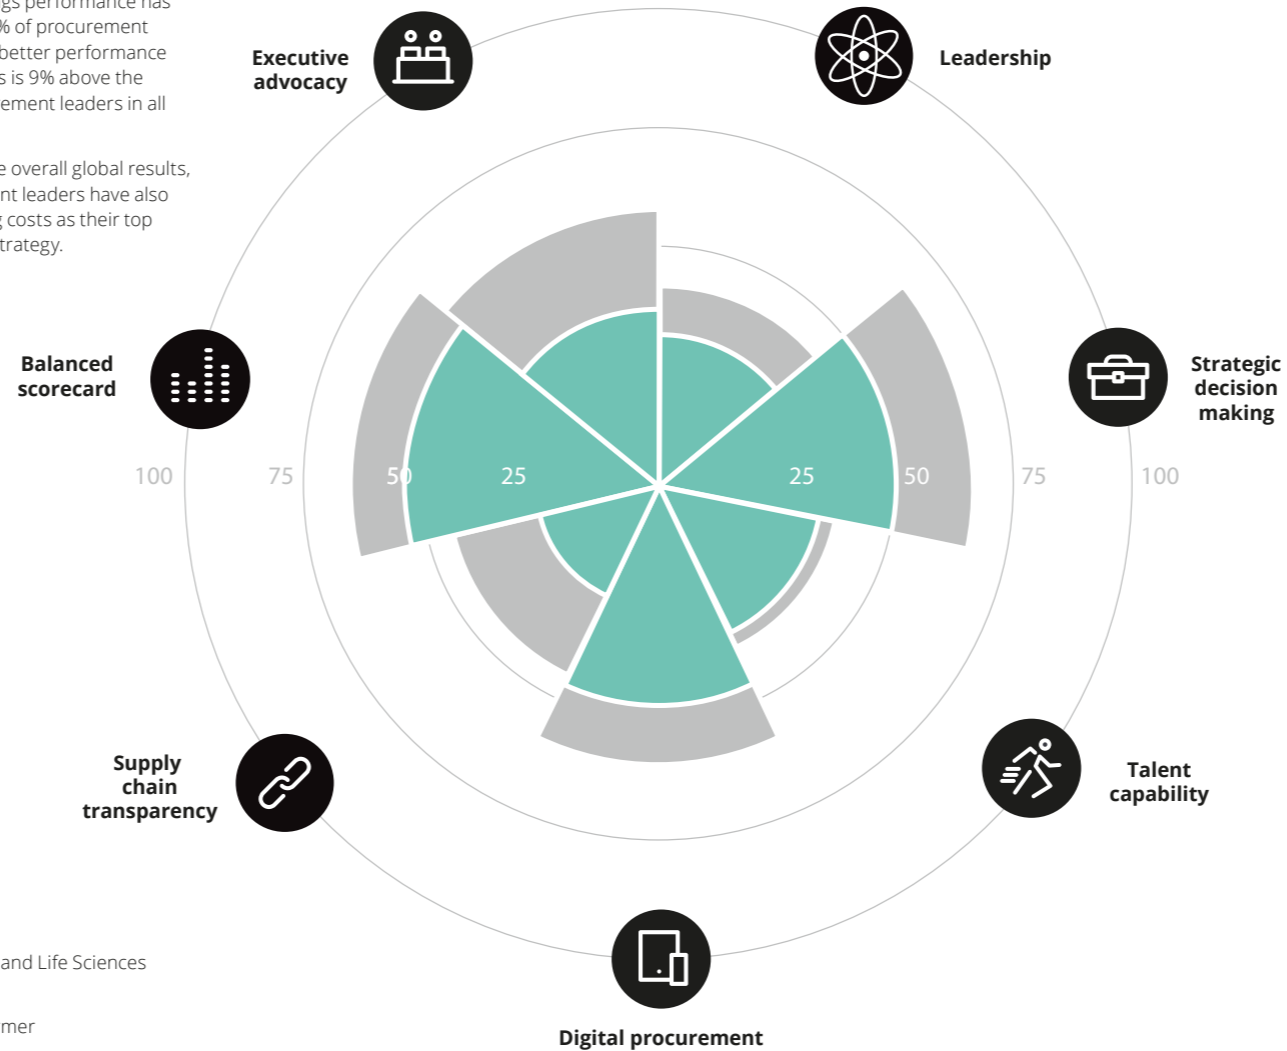 % of procurement
better performance
s is 9% above the
rement leaders in all
e overall global results,
nt leaders have also
g costs as their top
trategy.
Executive
advocacy
Leadership
Balanced
scorecard
Strategic
decision
making
100 75 50 25 25 50 75 100
Supply
chain
transparency
Talent
capability
and Life Sciences
mer
Digital procurement